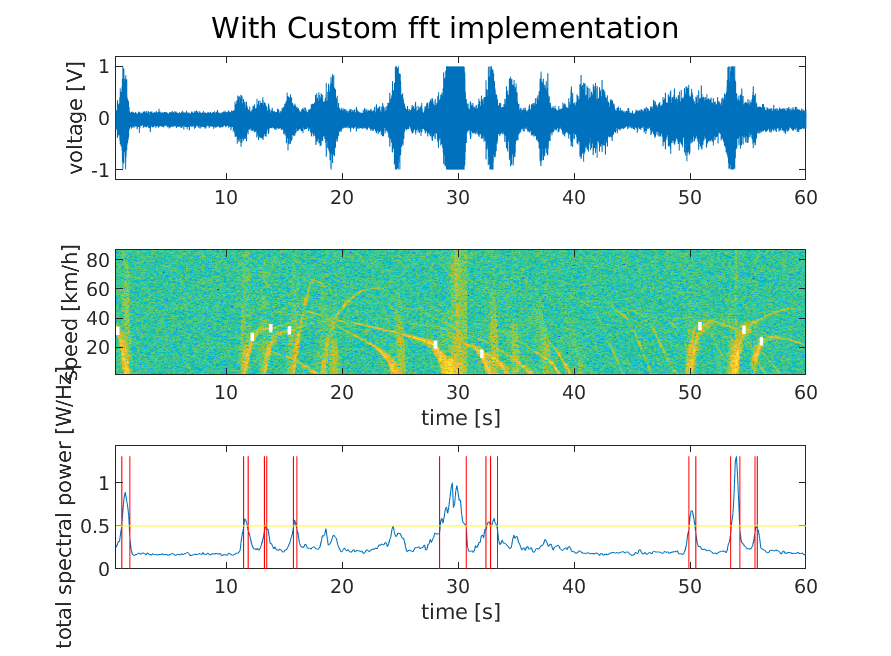 With Custom fft implementation
voltage [V]
1
0
-1
10 20 30 40 50 60
speed [km/h]
80
60
40
20
10 20 30 40 50 60
time [s]
total spectral power [W/Hz]
1
0.5
0
10 20 30 40 50 60
time [s]